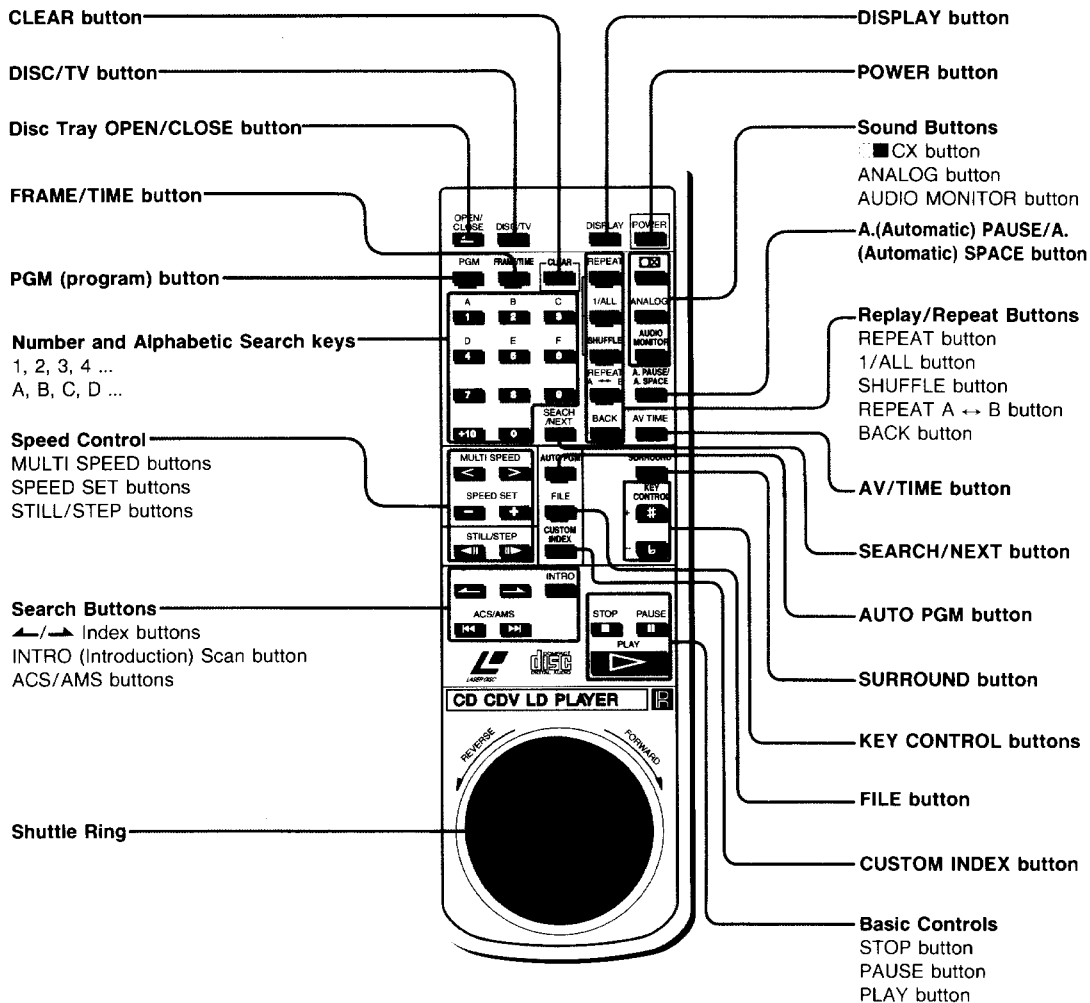 CLEAR button
DISC/TV button
Disc Tray OPEN/CLOSE button
FRAME/TIME button
PGM (program) button
Number and Alphabetic Search keys
1, 2, 3, 4 ...
A, B, C, D ...
Speed Control
MULTI SPEED buttons
SPEED SET buttons
STILL/STEP buttons
Search Buttons
/ Index buttons
INTRO (Introduction) Scan button
ACS/AMS buttons
Shuttle Ring
OPEN/
CLOSE
DISC/TV
DISPLAY
POWER
PGM
FRAME/TIME
CLEAR
REPEAT
A
B
C
1/ALL
ANALOG
1
2
3
D
E
F
SHUFFLE
AUDIO
MONITOR
4
5
6
REPEAT
A ↔ B
A. PAUSE/
A. SPACE
7
8
9
SEACH
/NEXT
BACK
AV TIME
+10
0
MULTI SPEED
AUTO PGM
SURROUND
< >
SPEED SET
FILE
KEY
CONTROL
- +
+ #
STILL/STEP
CUSTOM
INDEX
- ♭
INTRO
ACS/AMS
STOP
PAUSE
PLAY
LASER DISC
COMPACT
disc
DIGITAL AUDIO
CD CDV LD PLAYER
R
REVERSE
FORWARD
DISPLAY button
POWER button
Sound Buttons
CX button
ANALOG button
AUDIO MONITOR button
A.(Automatic) PAUSE/A.
(Automatic) SPACE button
Replay/Repeat Buttons
REPEAT button
1/ALL button
SHUFFLE button
REPEAT A ↔ B button
BACK button
AV/TIME button
SEARCH/NEXT button
AUTO PGM button
SURROUND button
KEY CONTROL buttons
FILE button
CUSTOM INDEX button
Basic Controls
STOP button
PAUSE button
PLAY button